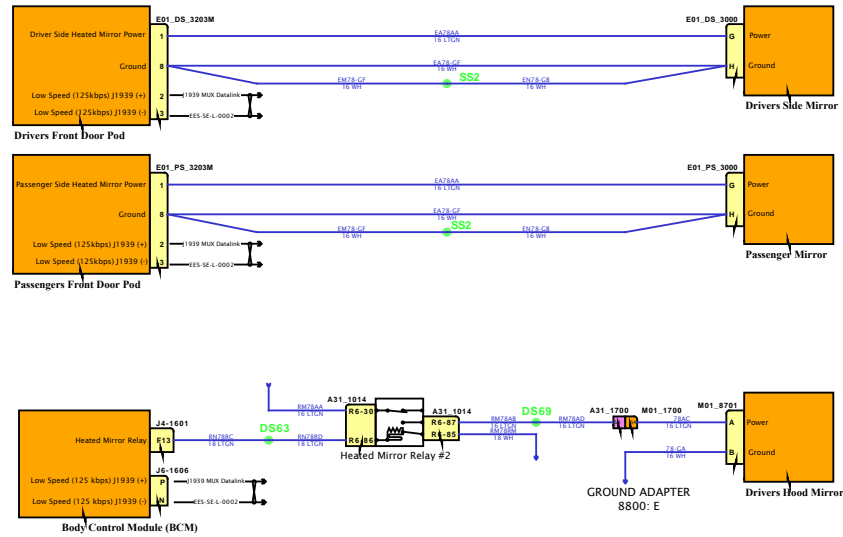 E01_DS_3203M
E01_DS_3000
Driver Side Heated Mirror Power
1
EA78AA
16 LTGN
G
Power
Ground
8
EA78-GF
16 WH
H
Ground
EM78-GF
16 WH
SS2
EN78-GB
16 WH
Low Speed (125kbps) J1939 (+)
2
J1939 MUX Datalink
Low Speed (125kbps) J1939 (-)
3
EES-SE-L-0002
Drivers Side Mirror
Drivers Front Door Pod
E01_PS_3203M
E01_PS_3000
Passenger Side Heated Mirror Power
1
EA78AA
16 LTGN
G
Power
Ground
8
EA78-GF
16 WH
H
Ground
EM78-GF
16 WH
SS2
EN78-GB
16 WH
Low Speed (125kbps) J1939 (+)
2
J1939 MUX Datalink
Passenger Mirror
Low Speed (125kbps) J1939 (-)
3
EES-SE-L-0002
Passengers Front Door Pod
A31_1014
RM78AA
16 LTGN
R6-30
A31_1014
DS69
A31_1700
M01_1700
M01_8701
J4-1601
DS63
R6-87
RM78AB
16 LTGN
RM78AD
16 LTGN
78AC
16 LTGN
A
Power
Heated Mirror Relay
F13
RN78RC
18 LTGN
RN78RD
18 LTGN
R6-86
R6-85
RM78RM
18 WH
78-GA
16 WH
B
Ground
Heated Mirror Relay #2
J6-1606
Low Speed (125 kbps) J1939 (+)
P
J1939 MUX Datalink
Low Speed (125 kbps) J1939 (-)
N
EES-SE-L-0002
GROUND ADAPTER
8800: E
Drivers Hood Mirror
Body Control Module (BCM)